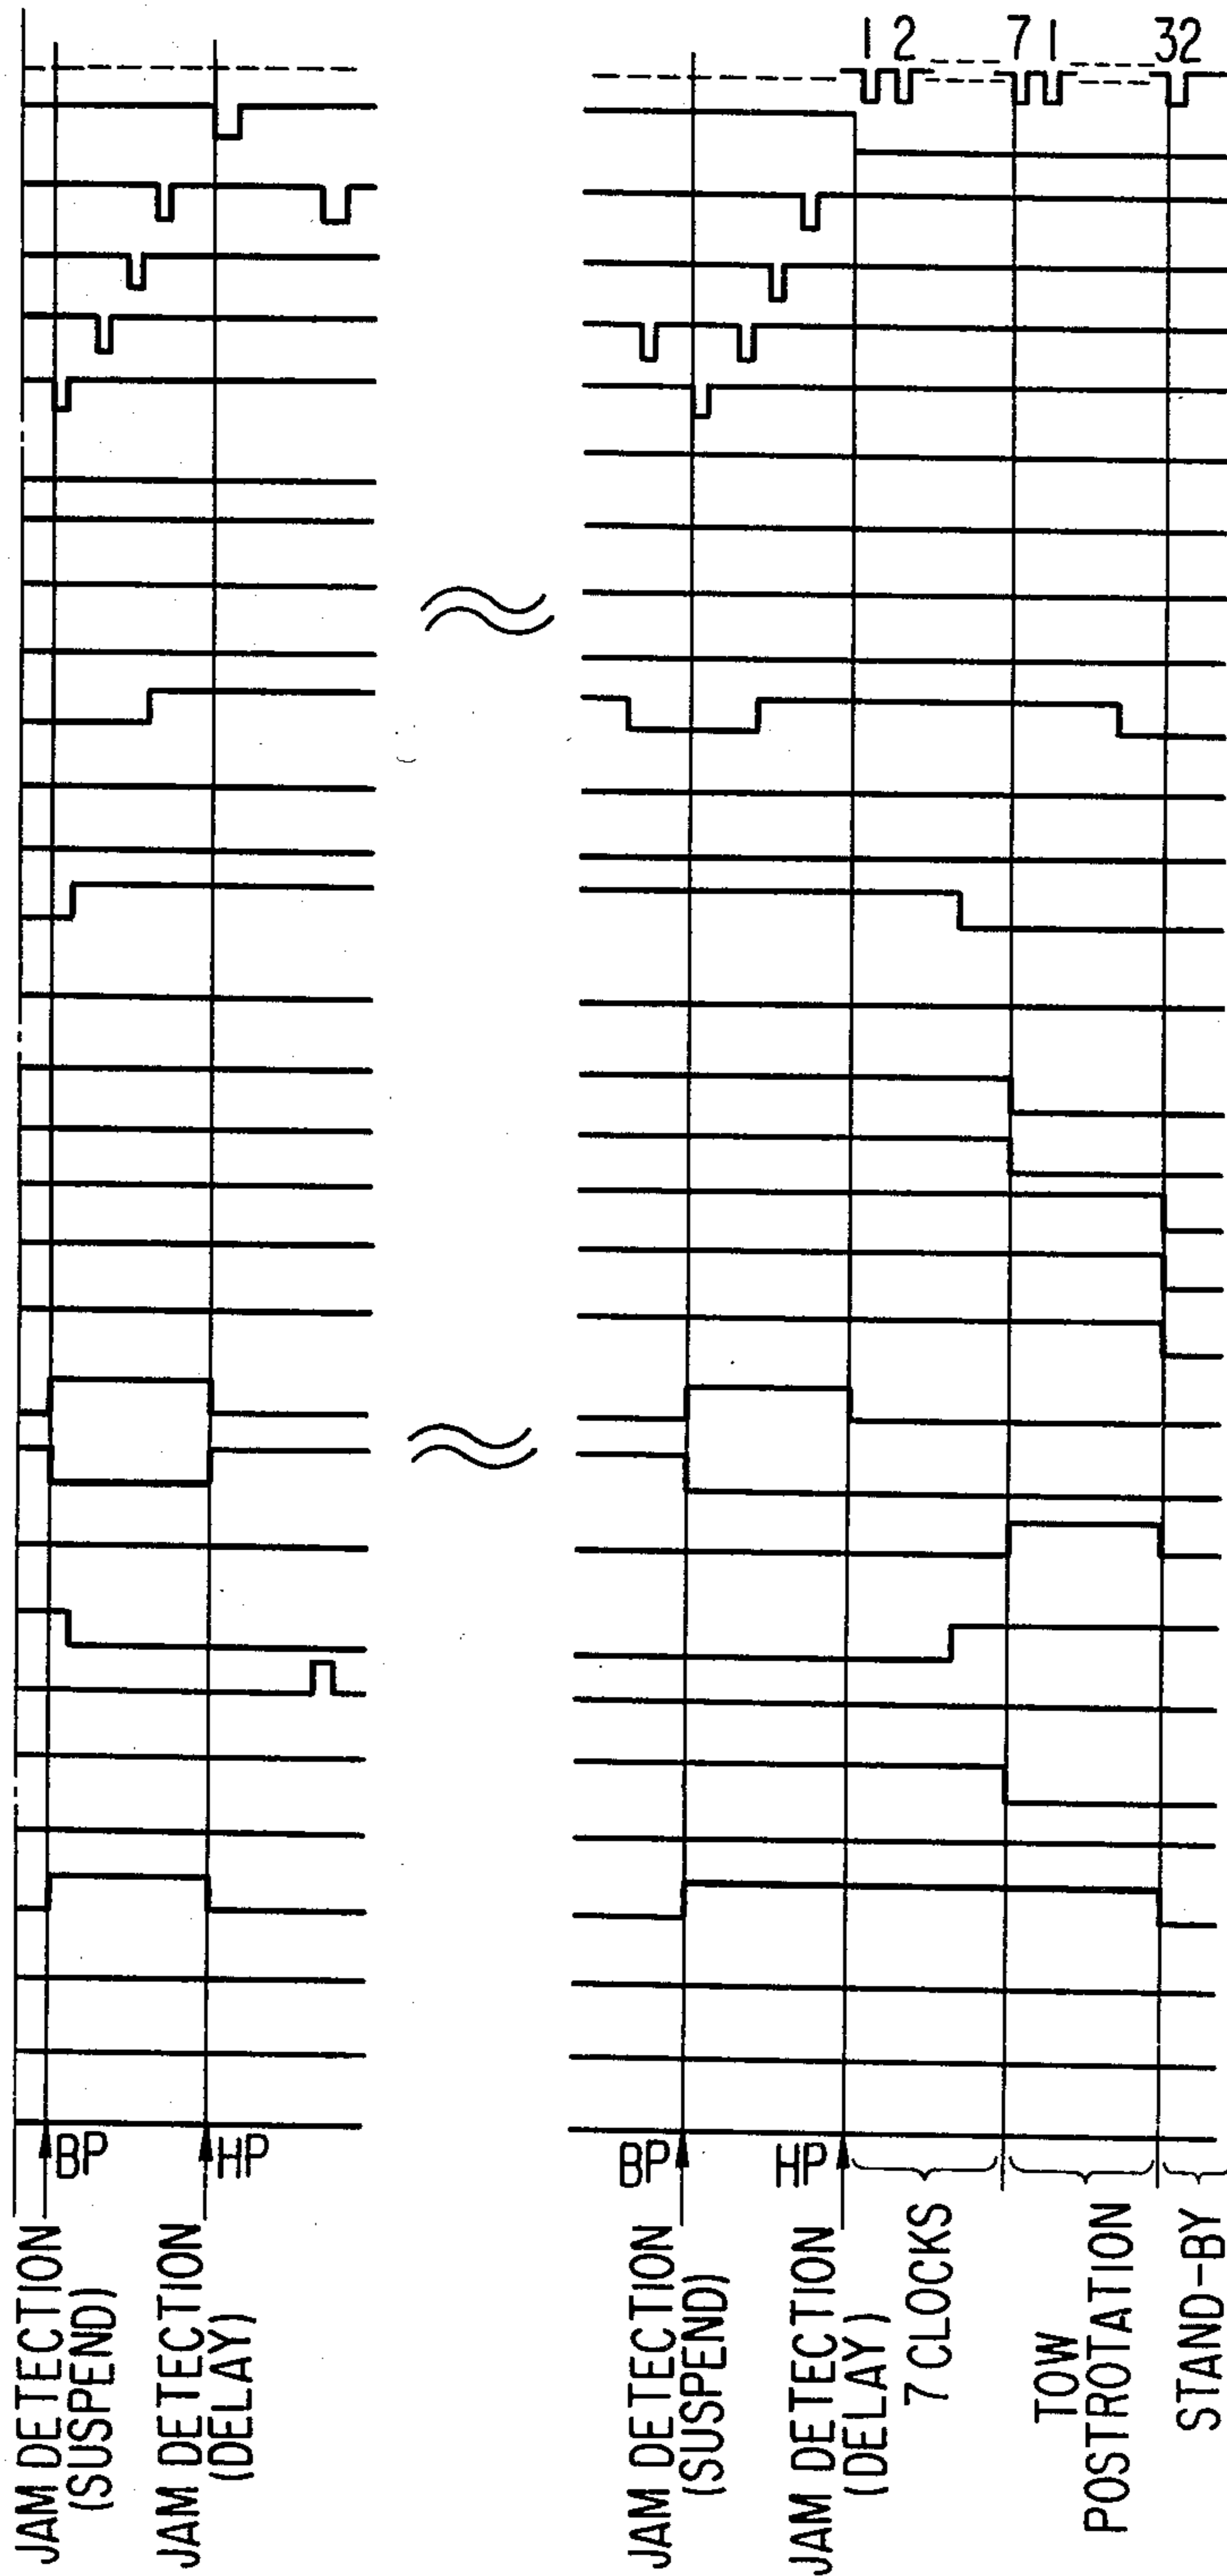 1 2 7 1 32
BP
HP
BP
HP
JAM DETECTION
(SUSPEND)
JAM DETECTION
(DELAY)
JAM DETECTION
(SUSPEND)
JAM DETECTION
(DELAY)
7 CLOCKS
TOW
POSTROTATION
STAND-BY